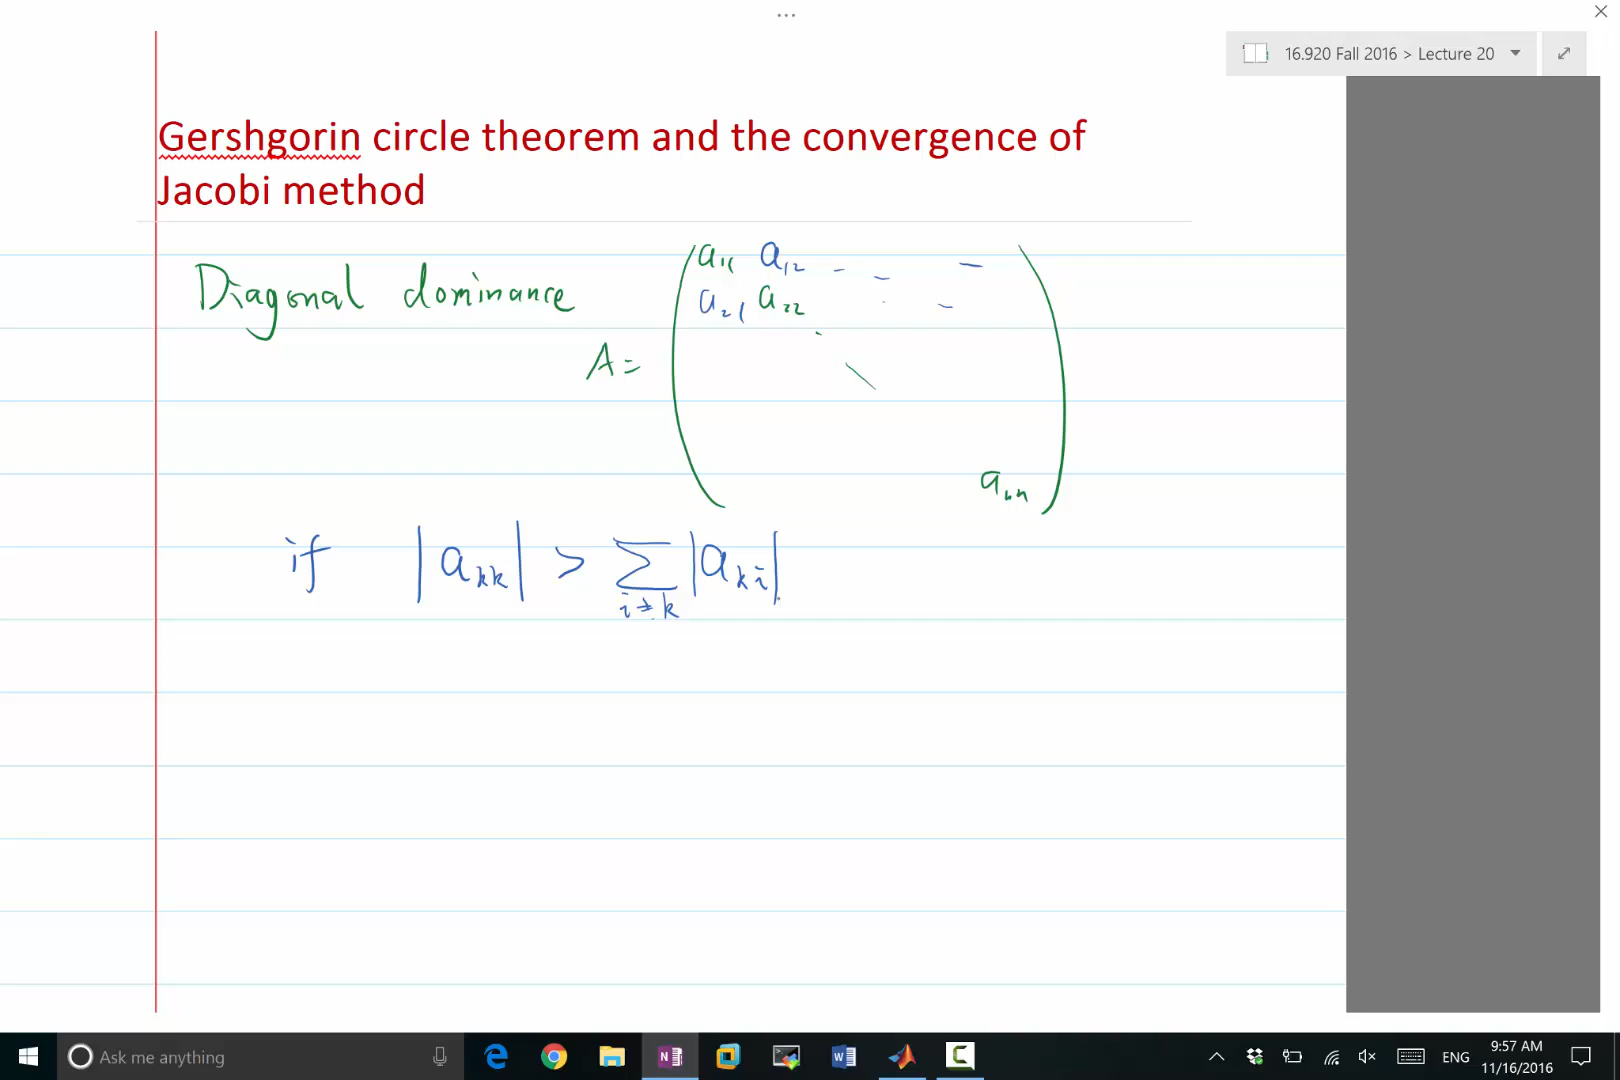 16.920 Fall 2016 > Lecture 20
Gershgorin circle theorem and the convergence of
Jacobi method
Diagonal dominance
A = ( a₁₁ a₁₂ - - -
a₂₁ a₂₂ -
aₙₙ )
if |aₖₖ| > Σ |aₖᵢ|
i≠k
Ask me anything
ENG
9:57 AM
11/16/2016